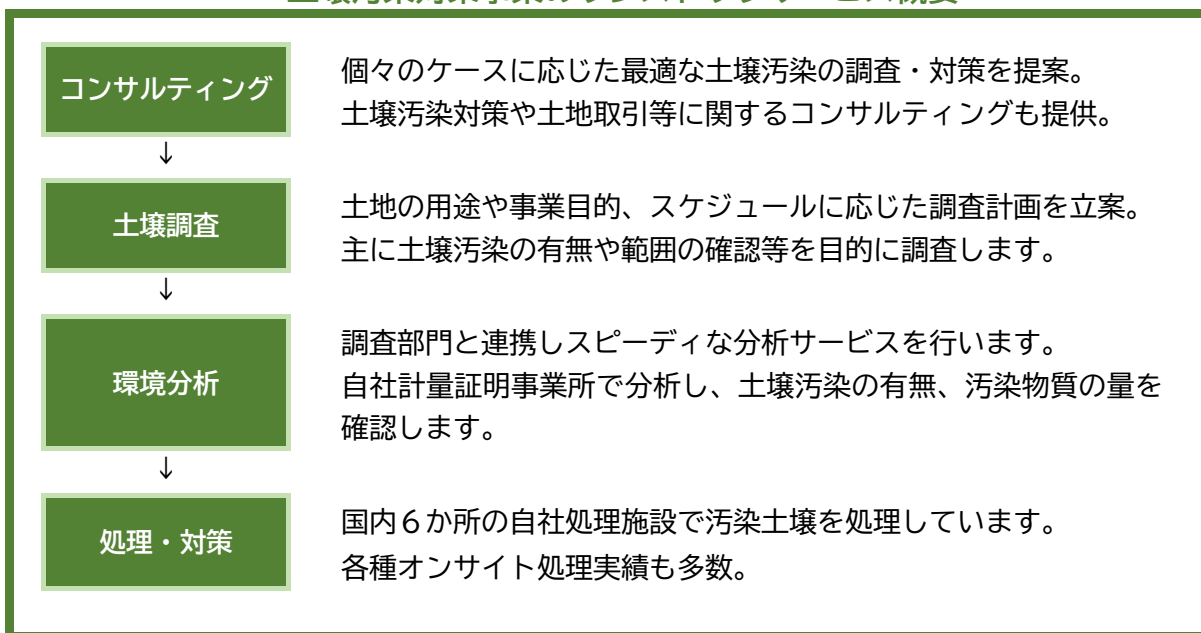 コンサルティング
個々のケースに応じた最適な土壌汚染の調査・対策を提案。
土壌汚染対策や土地取引等に関するコンサルティングも提供。
↓
土壌調査
土地の用途や事業目的、スケジュールに応じた調査計画を立案。
主に土壌汚染の有無や範囲の確認等を目的に調査します。
↓
環境分析
調査部門と連携しスピーディな分析サービスを行います。
自社計量証明事業所で分析し、土壌汚染の有無、汚染物質の量を
確認します。
↓
処理・対策
国内６か所の自社処理施設で汚染土壌を処理しています。
各種オンサイト処理実績も多数。